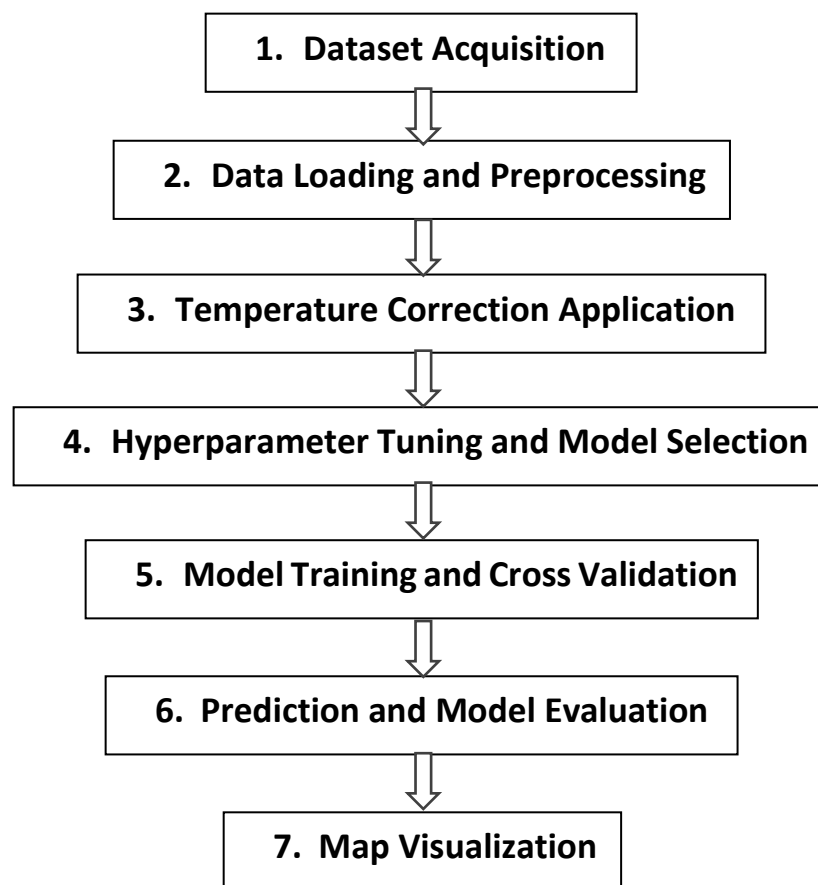 1. Dataset Acquisition
2. Data Loading and Preprocessing
3. Temperature Correction Application
4. Hyperparameter Tuning and Model Selection
5. Model Training and Cross Validation
6. Prediction and Model Evaluation
7. Map Visualization